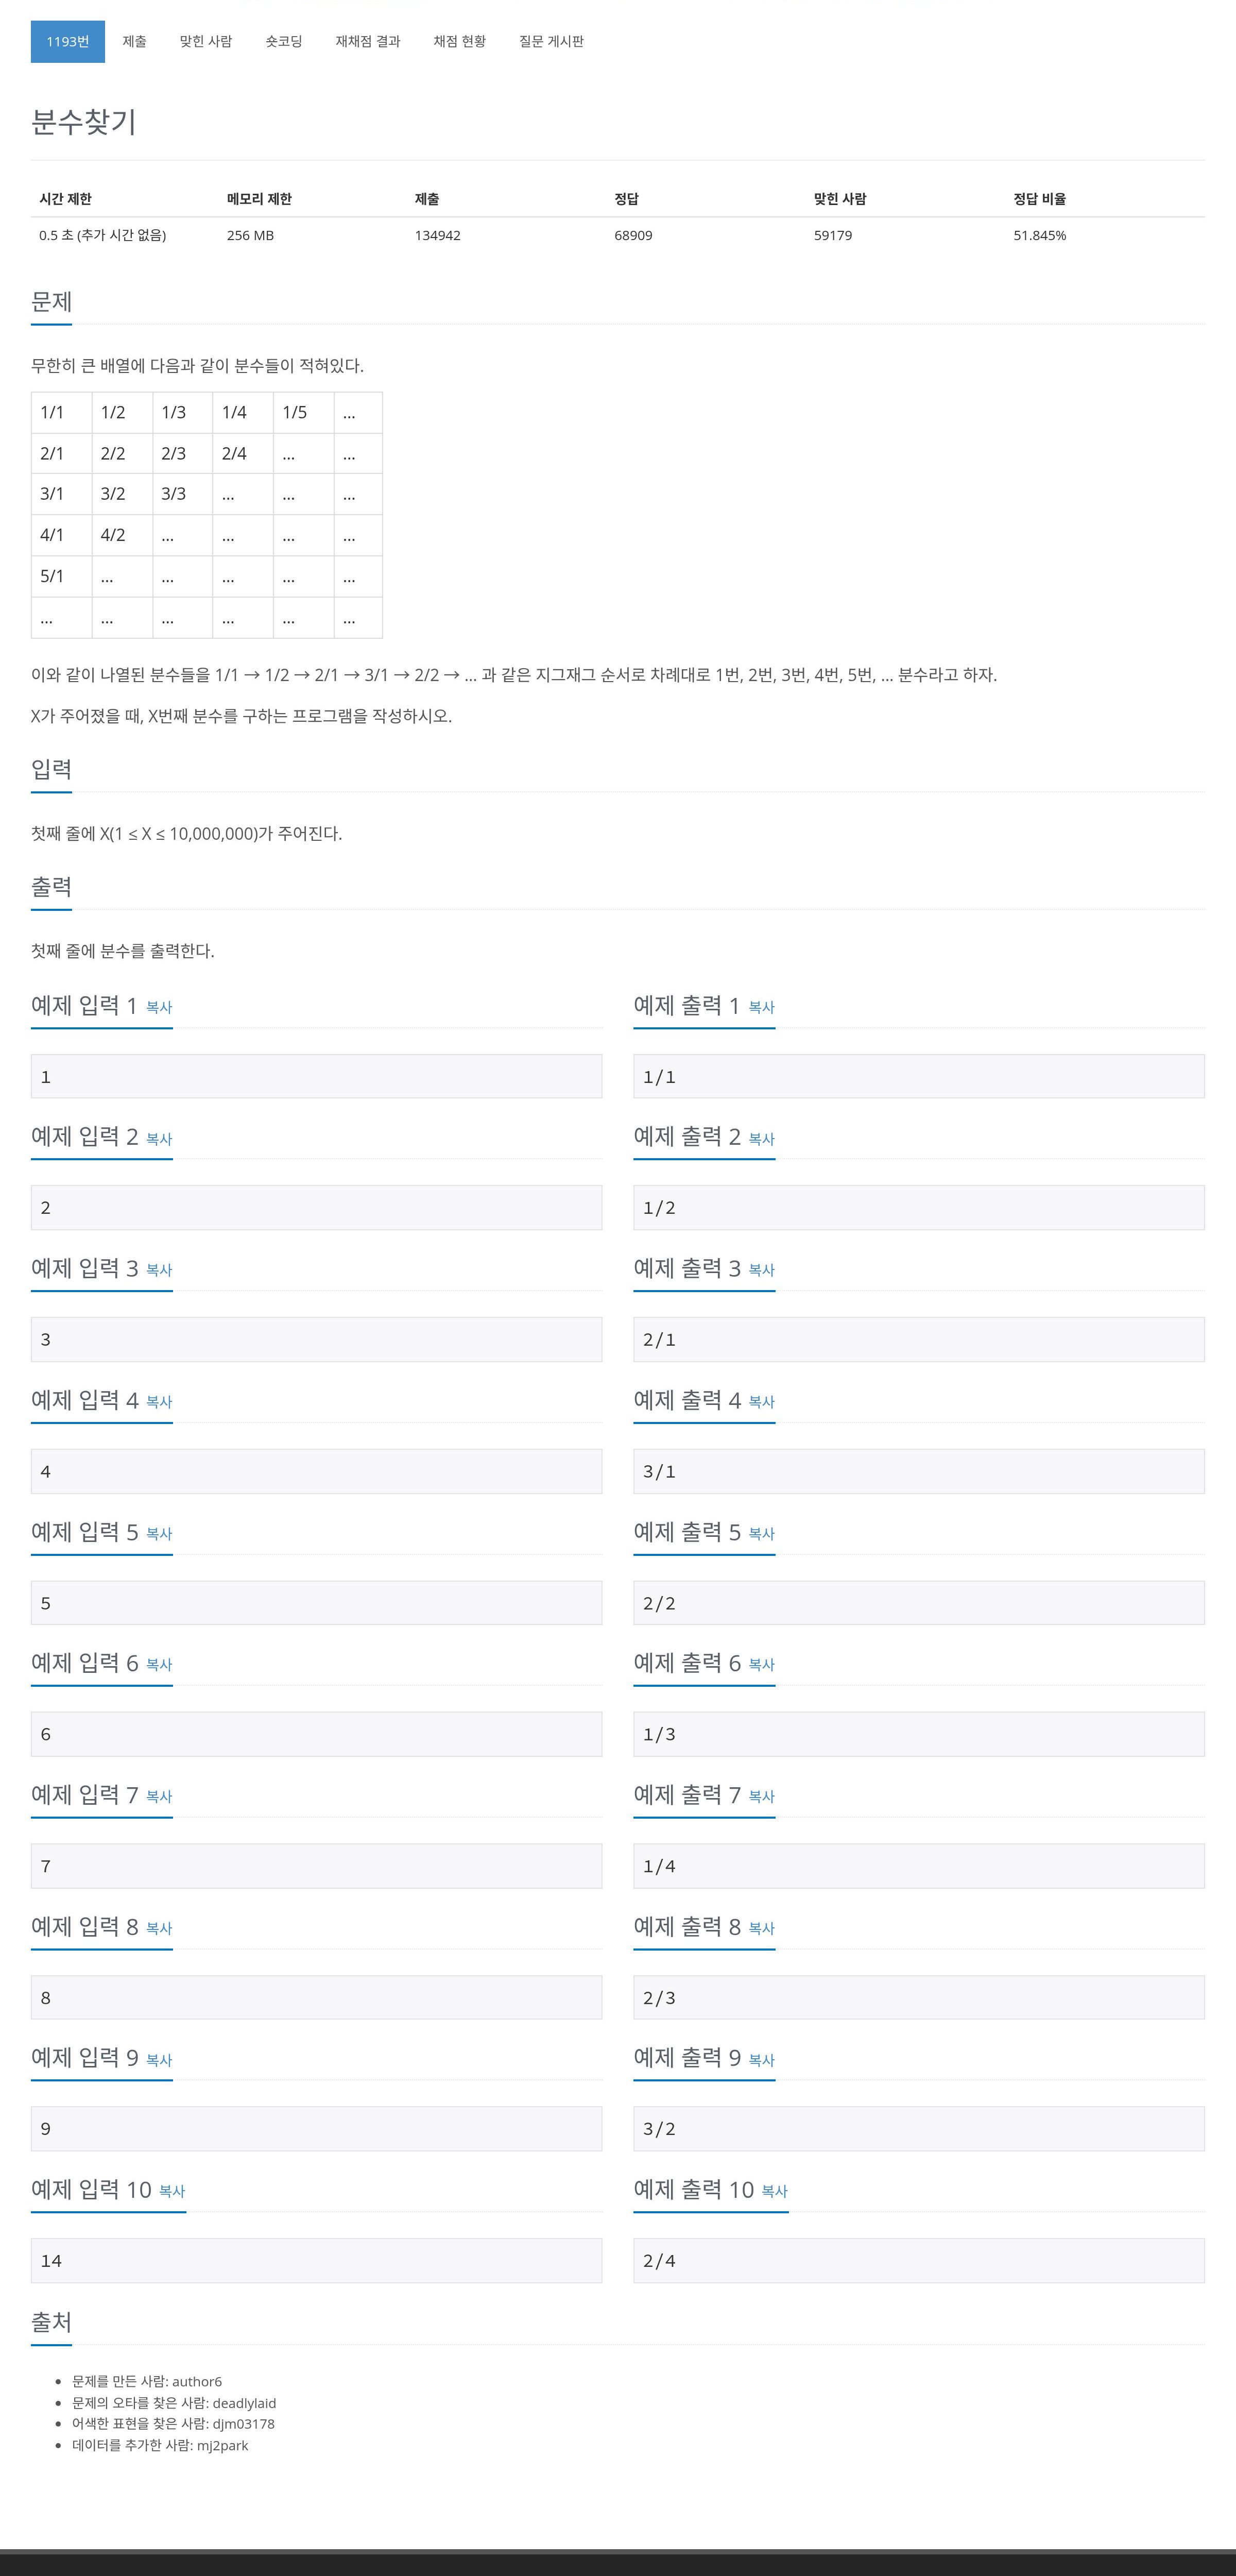 1193번 제출 맞힌 사람 숏코딩 재채점 결과 채점 현황 질문 게시판
분수찾기
시간 제한 메모리 제한 제출 정답 맞힌 사람 정답 비율
0.5 초 (추가 시간 없음) 256 MB 134942 68909 59179 51.845%
문제
무한히 큰 배열에 다음과 같이 분수들이 적혀있다.
1/1 1/2 1/3 1/4 1/5 …
2/1 2/2 2/3 2/4 … …
3/1 3/2 3/3 … … …
4/1 4/2 … … … …
5/1 … … … … …
… … … … … …
이와 같이 나열된 분수들을 1/1 → 1/2 → 2/1 → 3/1 → 2/2 → … 과 같은 지그재그 순서로 차례대로 1번, 2번, 3번, 4번, 5번, … 분수라고 하자.
X가 주어졌을 때, X번째 분수를 구하는 프로그램을 작성하시오.
입력
첫째 줄에 X(1 ≤ X ≤ 10,000,000)가 주어진다.
출력
첫째 줄에 분수를 출력한다.
예제 입력 1 복사 예제 출력 1 복사
1 1/1
예제 입력 2 복사 예제 출력 2 복사
2 1/2
예제 입력 3 복사 예제 출력 3 복사
3 2/1
예제 입력 4 복사 예제 출력 4 복사
4 3/1
예제 입력 5 복사 예제 출력 5 복사
5 2/2
예제 입력 6 복사 예제 출력 6 복사
6 1/3
예제 입력 7 복사 예제 출력 7 복사
7 1/4
예제 입력 8 복사 예제 출력 8 복사
8 2/3
예제 입력 9 복사 예제 출력 9 복사
9 3/2
예제 입력 10 복사 예제 출력 10 복사
14 2/4
출처
• 문제를 만든 사람: author6
• 문제의 오타를 찾은 사람: deadlylaid
• 어색한 표현을 찾은 사람: djm03178
• 데이터를 추가한 사람: mj2park